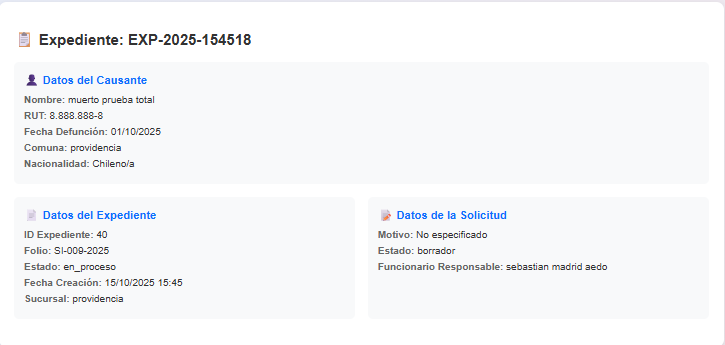 Expediente: EXP-2025-154518
Datos del Causante
Nombre: muerto prueba total
RUT: 8.888.888-8
Fecha Defunción: 01/10/2025
Comuna: providencia
Nacionalidad: Chileno/a
Datos del Expediente
ID Expediente: 40
Folio: SI-009-2025
Estado: en_proceso
Fecha Creación: 15/10/2025 15:45
Sucursal: providencia
Datos de la Solicitud
Motivo: No especificado
Estado: borrador
Funcionario Responsable: sebastian madrid aedo